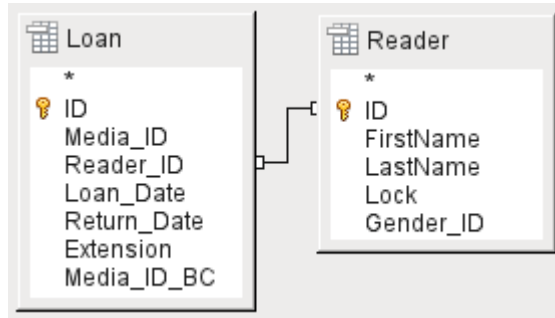 Loan
*
ID
Media_ID
Reader_ID
Loan_Date
Return_Date
Extension
Media_ID_BC
Reader
*
ID
FirstName
LastName
Lock
Gender_ID